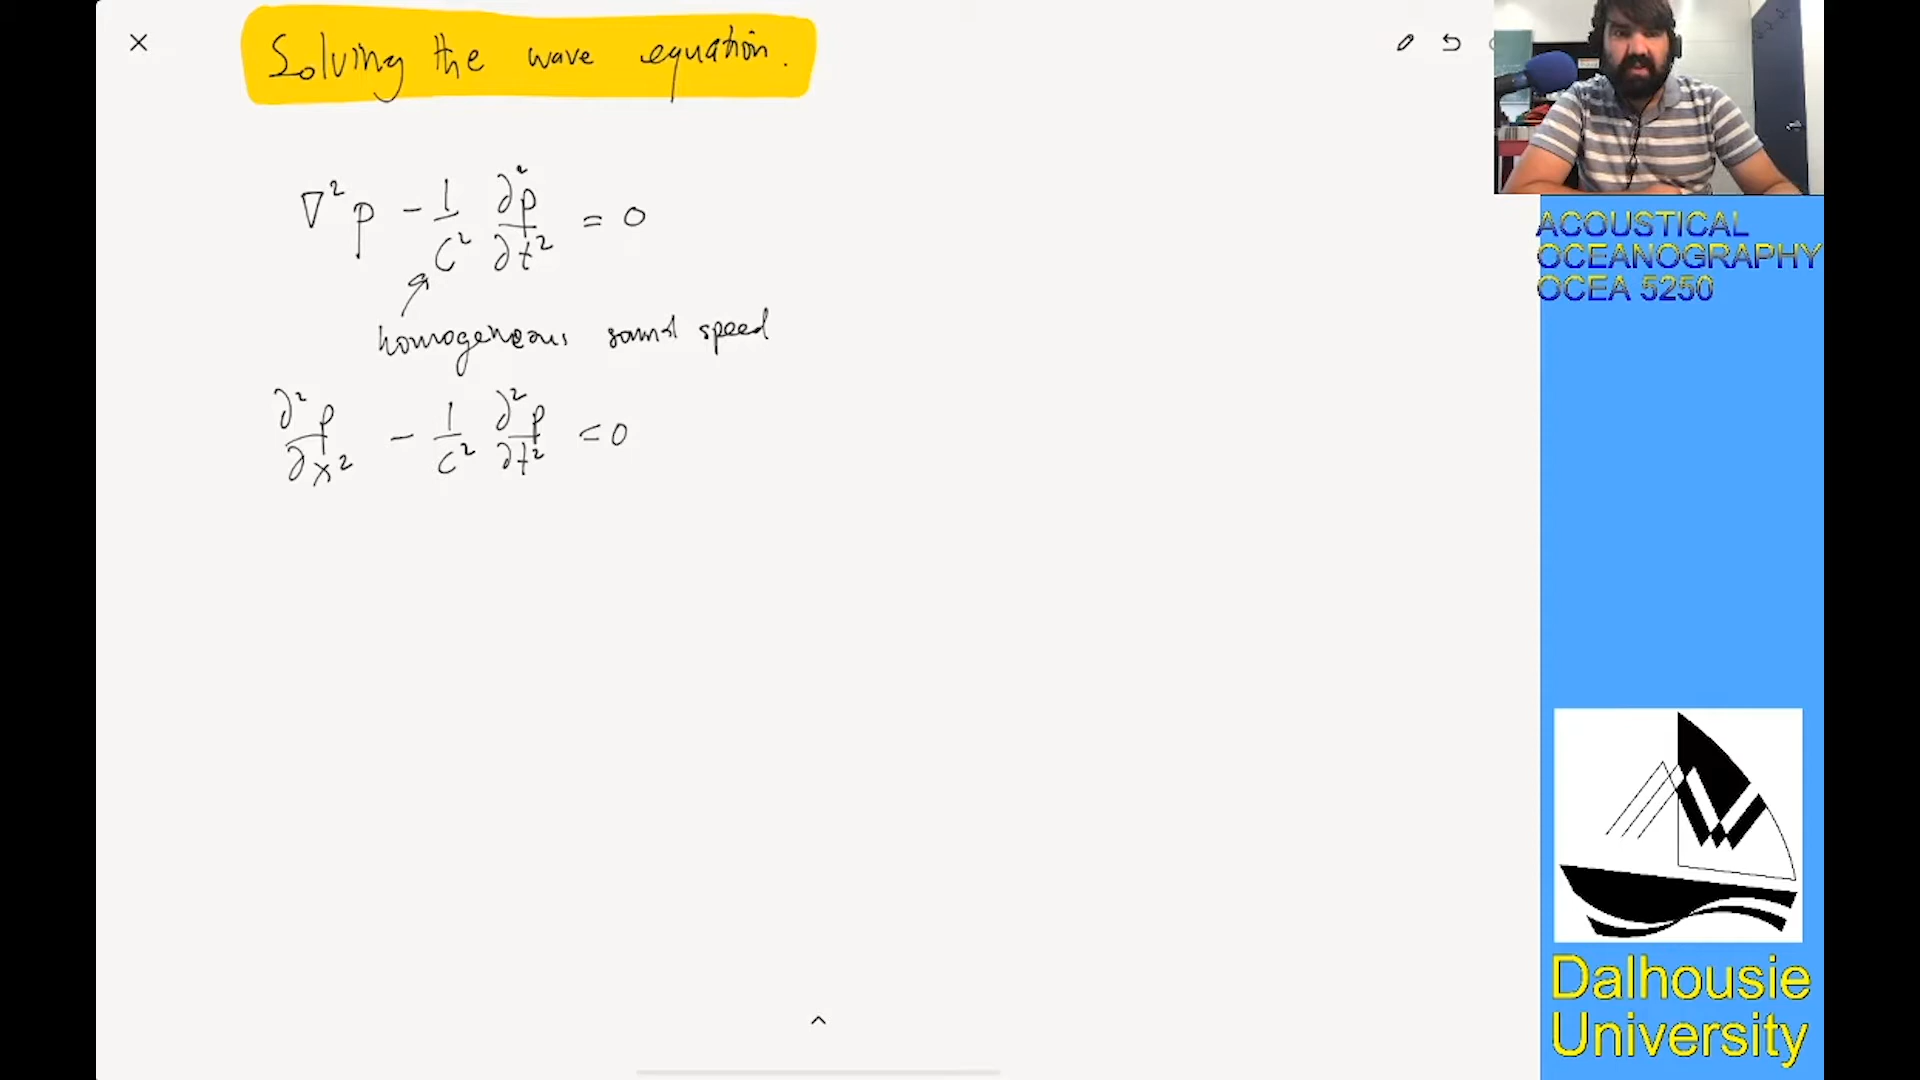 Solving the wave equation.
∇² p − 1/c² ∂²p/∂t² = 0
homogeneous sound speed
∂²p/∂x² − 1/c² ∂²p/∂t² = 0
ACOUSTICAL
OCEANOGRAPHY
OCEA 5250
Dalhousie
University